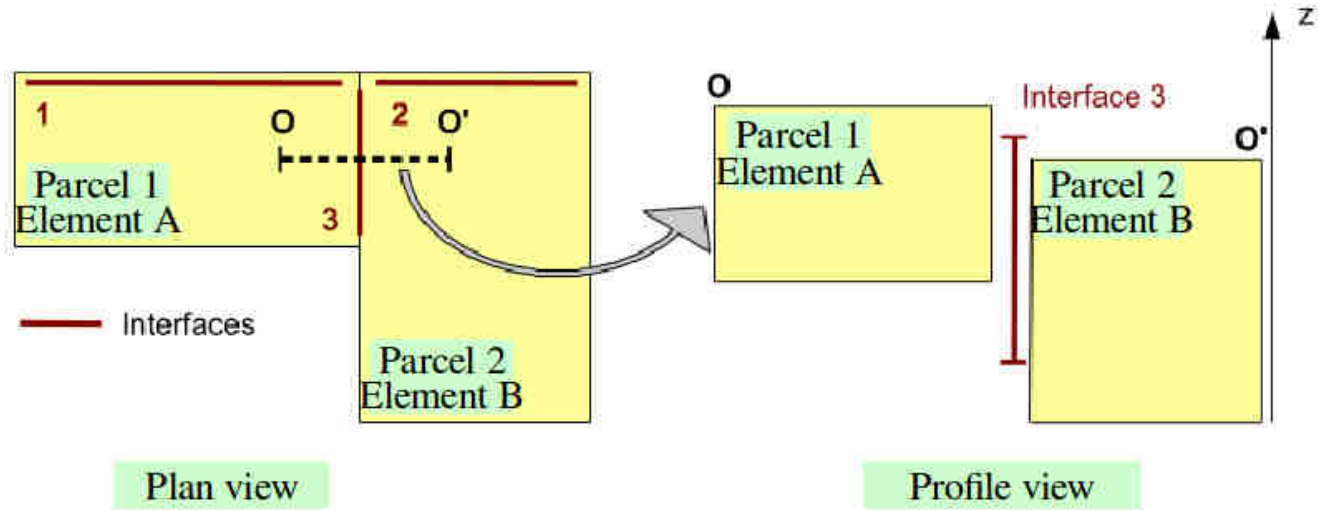 1
2
O
O'
Parcel 1
Element A
3
Interfaces
Parcel 2
Element B
Plan view
z
O
Interface 3
O'
Parcel 1
Element A
Parcel 2
Element B
Profile view